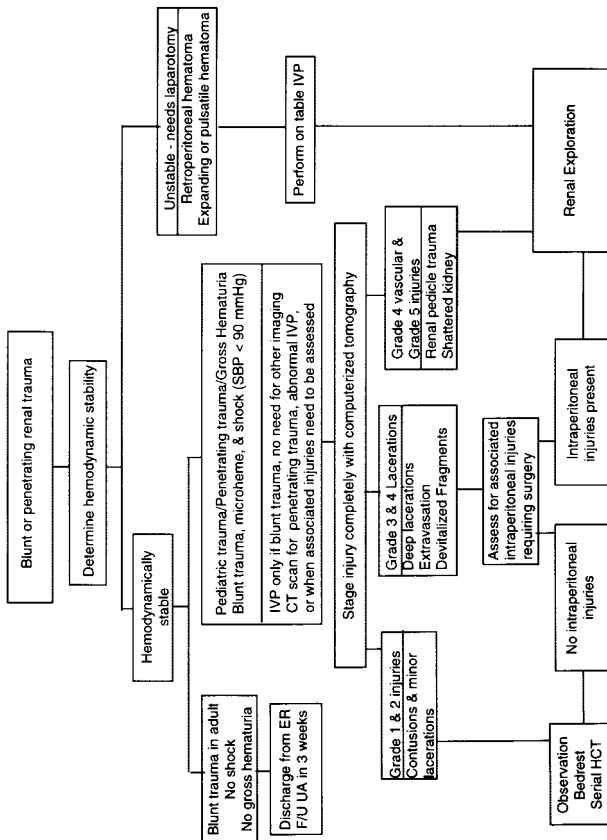 Blunt or penetrating renal trauma
Determine hemodynamic stability
Hemodynamically
stable
Unstable - needs laparotomy
Retroperitoneal hematoma
Expanding or pulsatile hematoma
Blunt trauma in adult
No shock
No gross hematuria
Pediatric trauma/Penetrating trauma/Gross Hematuria
Blunt trauma, microheme, & shock (SBP < 90 mmHg)
IVP only if blunt trauma, no need for other imaging
CT scan for penetrating trauma, abnormal IVP,
or when associated injuries need to be assessed
Perform on table IVP
Discharge from ER
F/U UA in 3 weeks
Stage injury completely with computerized tomography
Grade 1 & 2 injuries
Contusions & minor
lacerations
Grade 3 & 4 Lacerations
Deep lacerations
Extravasation
Devitalized Fragments
Grade 4 vascular &
Grade 5 injuries
Renal pedicle trauma
Shattered kidney
Assess for associated
intraperitoneal injuries
requiring surgery
Observation
Bedrest
Serial HCT
No intraperitoneal
injuries
Intraperitoneal
injuries present
Renal Exploration